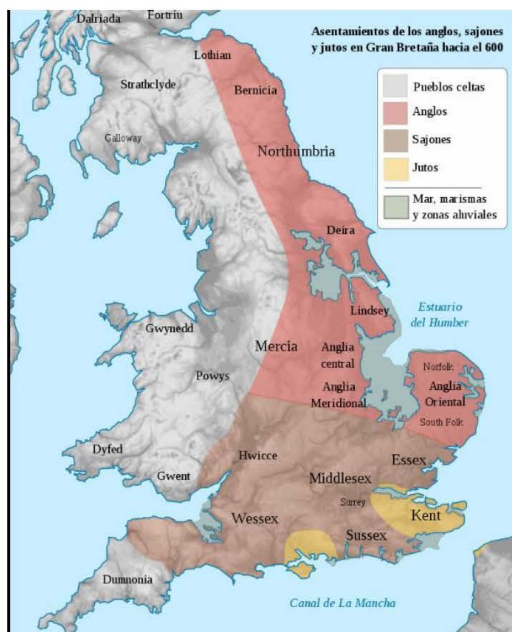 Dalriada
Fortriu
Asentamientos de los anglos, sajones
y jutos en Gran Bretaña hacia el 600
Lothian
Strathclyde
Bernicia
Pueblos celtas
Anglos
Sajones
Jutos
Mar, marismas
y zonas aluviales
Galloway
Northumbria
Deira
Lindsey
Estuario
del Humber
Gwynedd
Mercia
Anglia
central
Norfolk
Powys
Anglia
Meridional
Anglia
Oriental
South Folk
Dyfed
Hwicce
Essex
Gwent
Middlesex
Surrey
Kent
Wessex
Sussex
Dumnonia
Canal de La Mancha